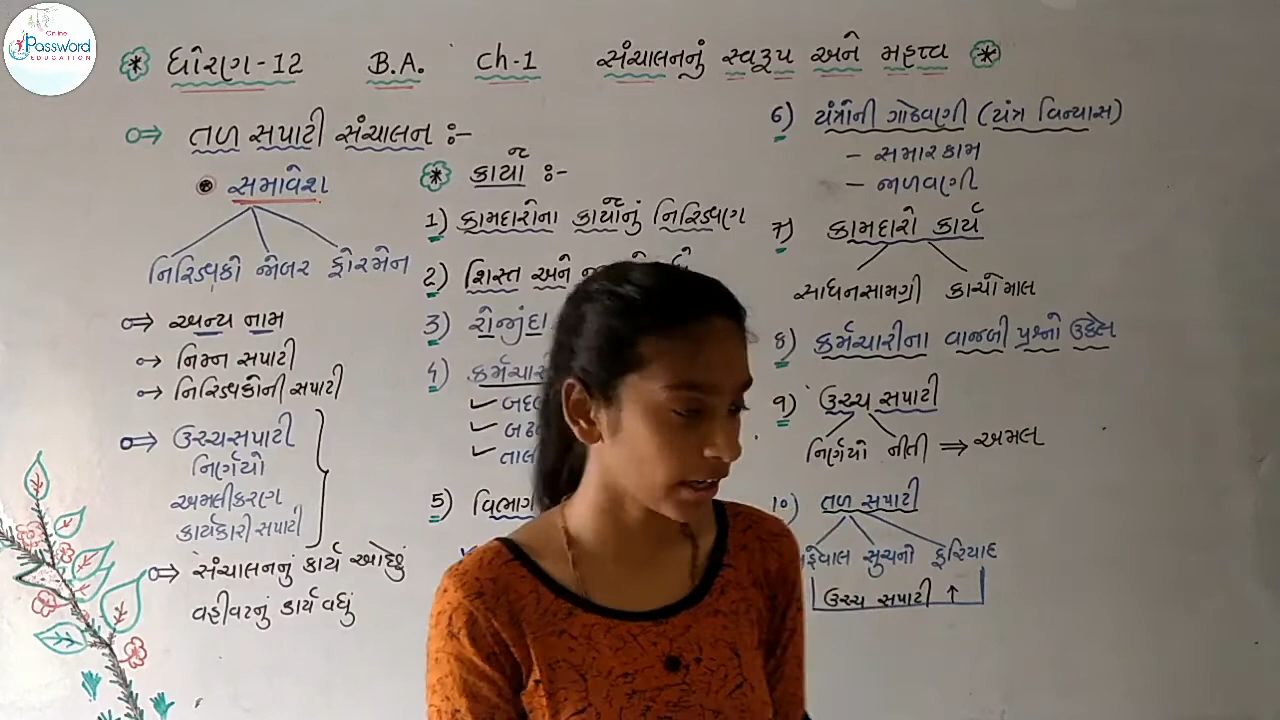 Online
Password
EDUCATION
* ધોરણ-12 B.A. ch-1 સંચાલનનું સ્વરૂપ અને મહત્ત્વ *
⇒ તળ સપાટી સંચાલન :-
સમાવેશ
નિરિક્ષકો જોબર ફોરમેન
⇒ અન્ય નામ
→ નિમ્ન સપાટી
→ નિરિક્ષકોની સપાટી
⇒ ઉચ્ચસપાટી
નિર્ણયો
અમલીકરણ
કાર્યકારી સપાટી
⇒ સંચાલનનું કાર્ય ઓછું
વહીવટનું કાર્ય વધું
* કાર્યો :-
1) કામદારોના કાર્યોનું નિરિક્ષણ
2) શિસ્ત અને
3) રોજીંદા
4)
5)
6) યંત્રોની ગોઠવણી (યંત્ર વિન્યાસ)
- સમારકામ
- જાળવણી
7) કામદારો કાર્ય
સાધનસામગ્રી કાચોમાલ
8) કર્મચારીના વાજબી પ્રશ્નો ઉકેલ
9) ઉચ્ચ સપાટી
નિર્ણયો નીતી ⇒ અમલ
10) તળ સપાટી
સુચનો ફરિયાદ
ઉચ્ચ સપાટી ↑